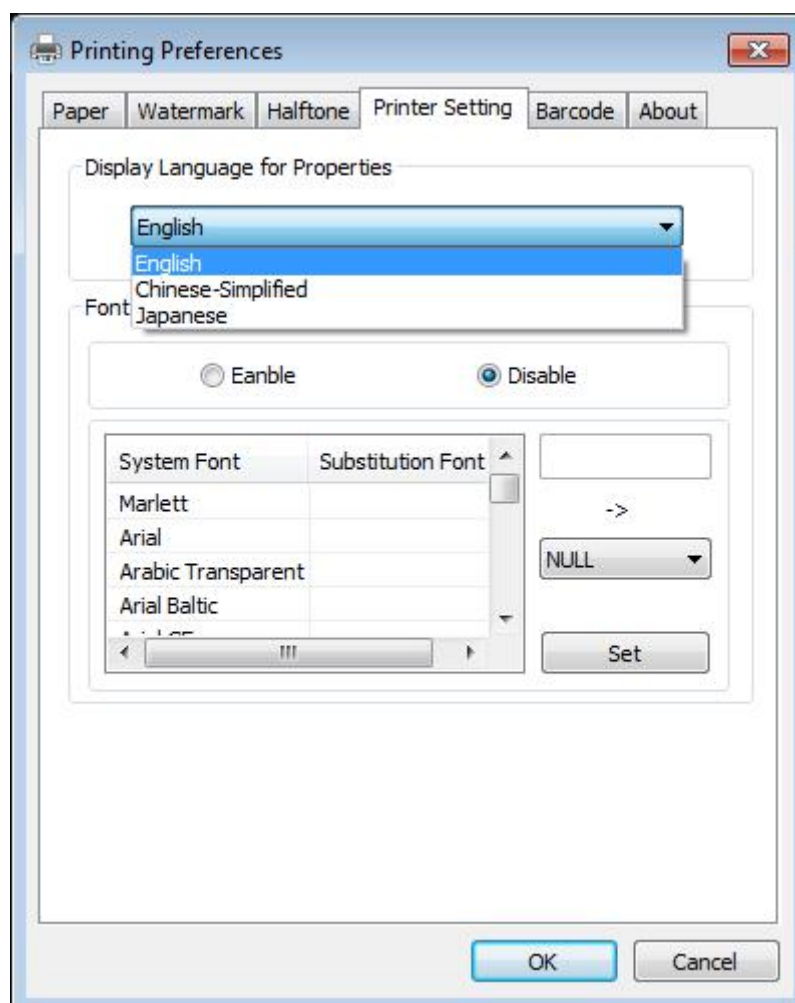 Printing Preferences
Paper Watermark Halftone Printer Setting Barcode About
Display Language for Properties
English
English
Chinese-Simplified
Japanese
Font
Eanble Disable
System Font Substitution Font
Marlett
->
Arial
NULL
Arabic Transparent
Arial Baltic
Set
OK Cancel